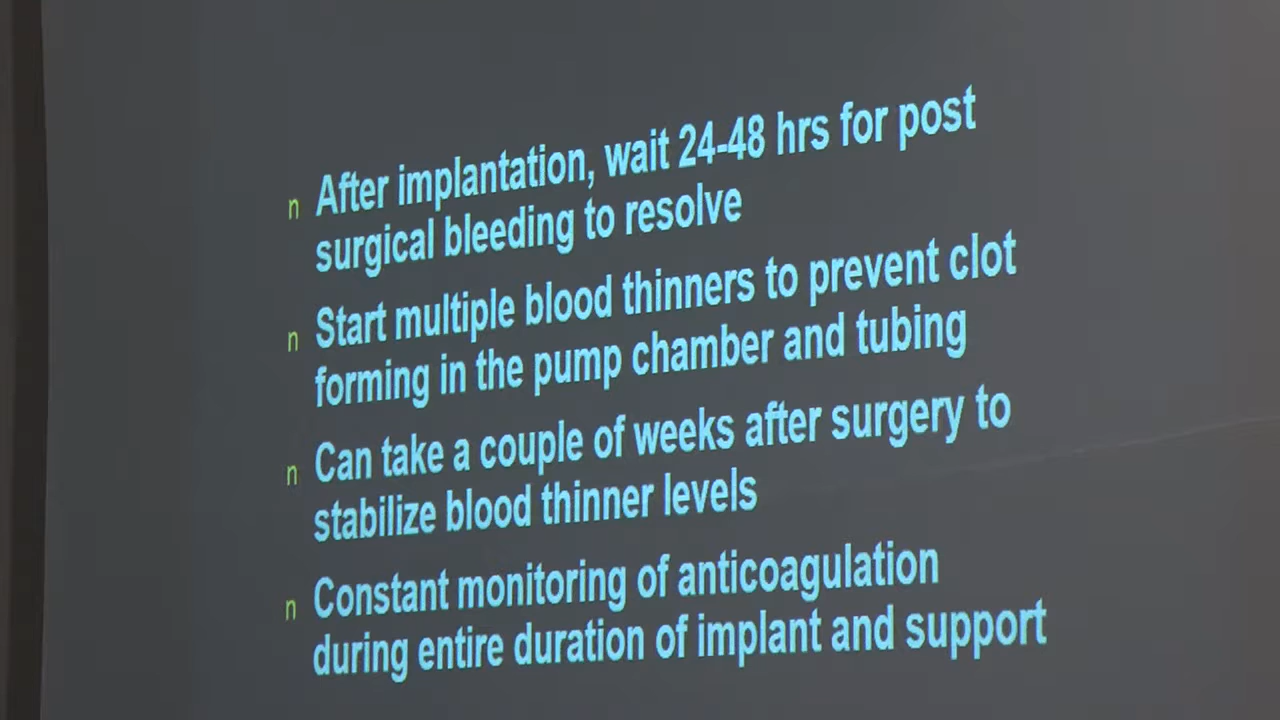 n After implantation, wait 24-48 hrs for post
surgical bleeding to resolve
n Start multiple blood thinners to prevent clot
forming in the pump chamber and tubing
n Can take a couple of weeks after surgery to
stabilize blood thinner levels
n Constant monitoring of anticoagulation
during entire duration of implant and support